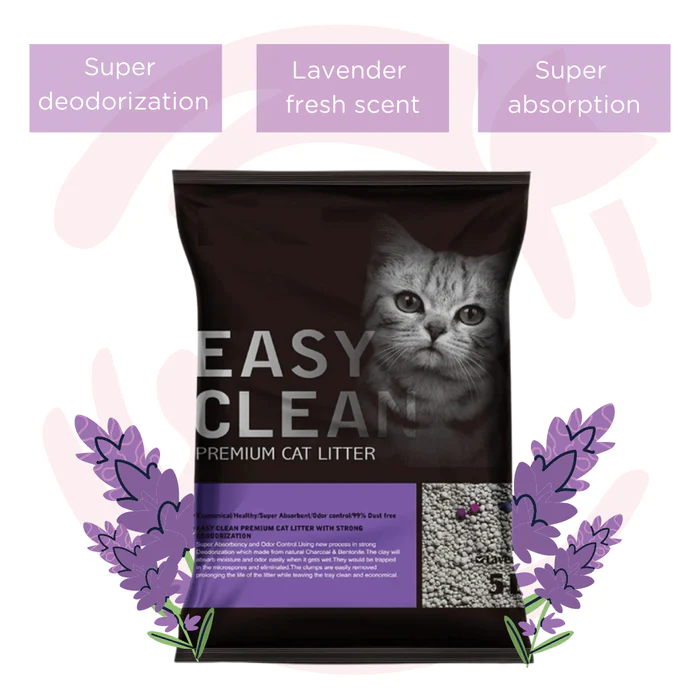 Super
deodorization
Lavender
fresh scent
Super
absorption
EASY
CLEAN
PREMIUM CAT LITTER
Economical/Healthy/Super Absorbent/Odor control/99% Dust free
EASY CLEAN PREMIUM CAT LITTER WITH STRONG
DEODORIZATION
Super Absorbency and Odor Control.Using new process in strong
Deodorization which made from natural Charcoal & Bentonite.The clay will
absorb moisture and odor easily when it gets wet.They would be trapped
in the microspores and eliminated.The clumps are easily removed
prolonging the life of the litter while leaving the tray clean and economical.
5